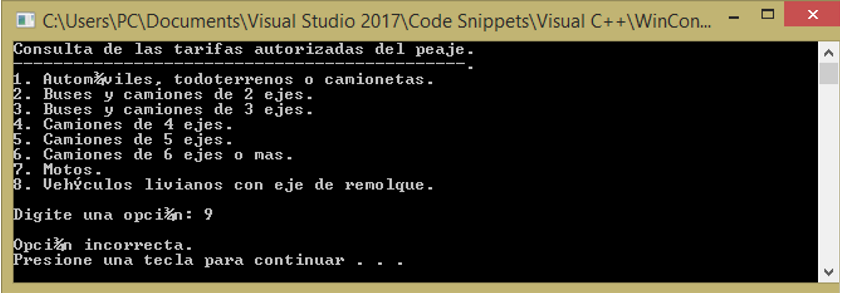 C:\Users\PC\Documents\Visual Studio 2017\Code Snippets\Visual C++\WinCon...
Consulta de las tarifas autorizadas del peaje.
-----------------------------------------------.
1. Autom¾viles, todoterrenos o camionetas.
2. Buses y camiones de 2 ejes.
3. Buses y camiones de 3 ejes.
4. Camiones de 4 ejes.
5. Camiones de 5 ejes.
6. Camiones de 6 ejes o mas.
7. Motos.
8. VehÝculos livianos con eje de remolque.
Digite una opci¾n: 9
Opci¾n incorrecta.
Presione una tecla para continuar . . .